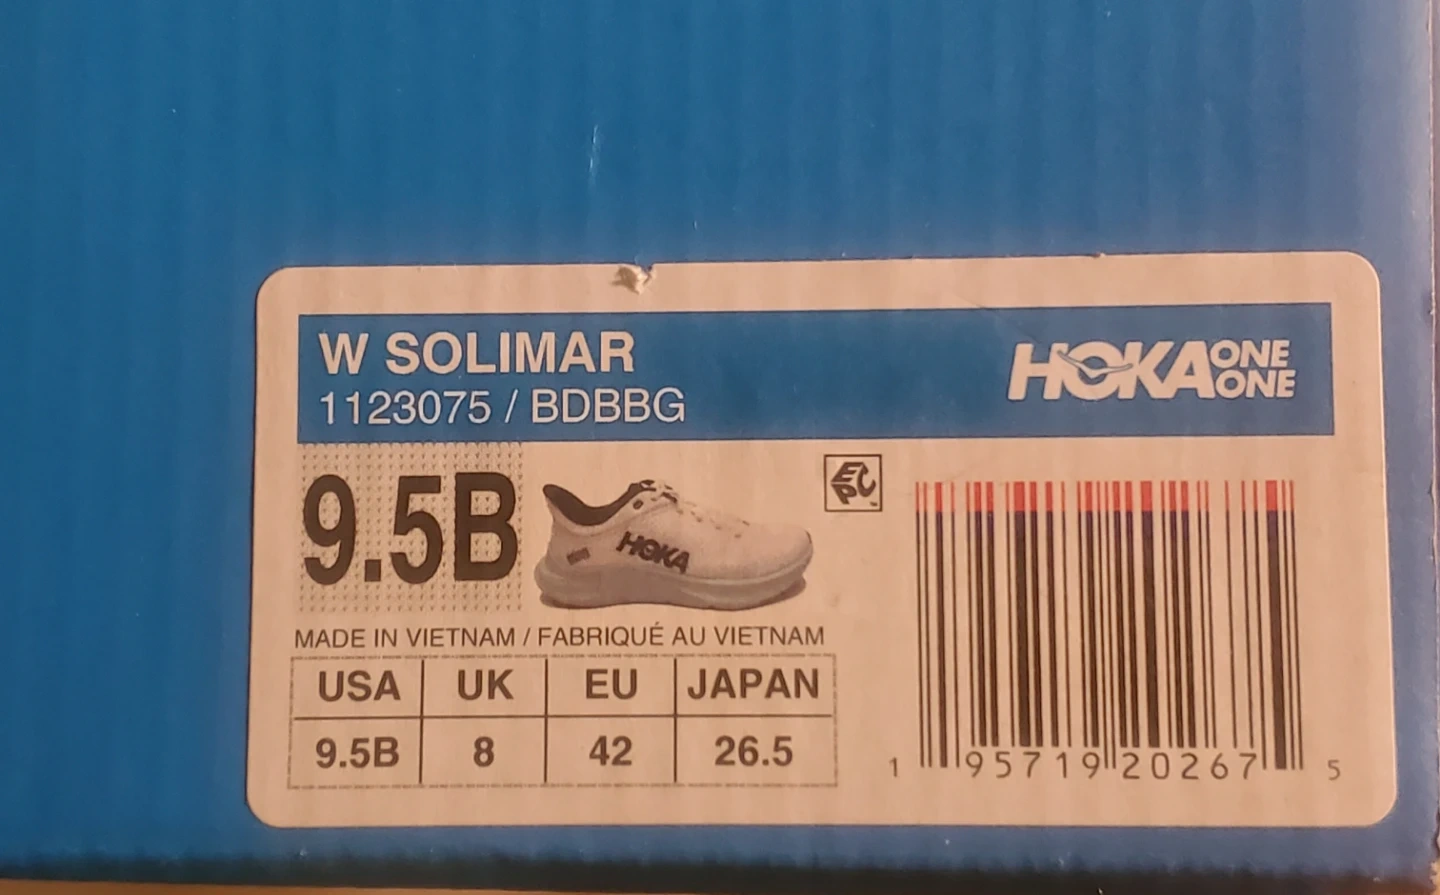 W SOLIMAR
1123075 / BDBBG
HOKA ONE ONE
9.5B
HOKA
EPC
MADE IN VIETNAM / FABRIQUÉ AU VIETNAM
USA UK EU JAPAN
9.5B 8 42 26.5
1 95719 20267 5